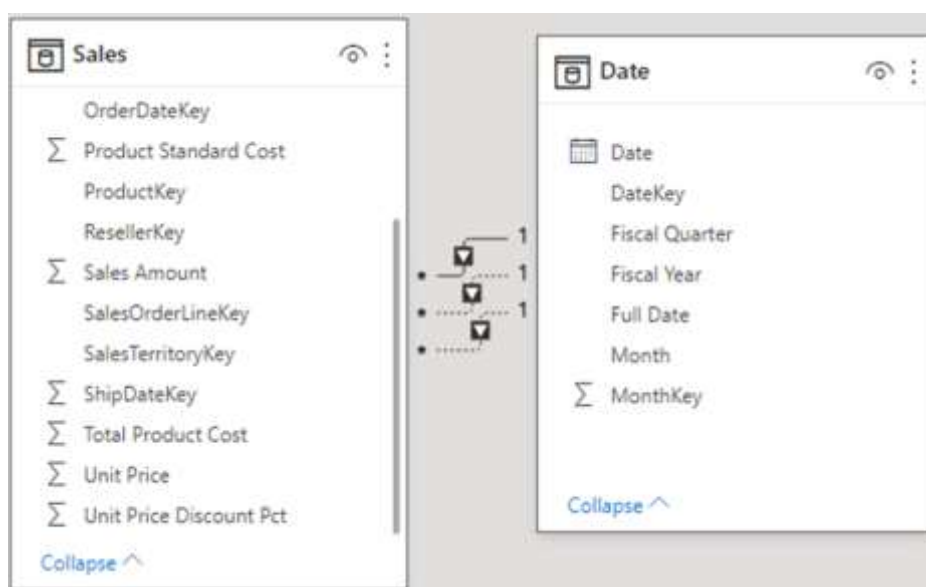 Sales
OrderDateKey
Product Standard Cost
ProductKey
ResellerKey
Sales Amount
SalesOrderLineKey
SalesTerritoryKey
ShipDateKey
Total Product Cost
Unit Price
Unit Price Discount Pct
Collapse
1
1
1
Date
Date
DateKey
Fiscal Quarter
Fiscal Year
Full Date
Month
MonthKey
Collapse